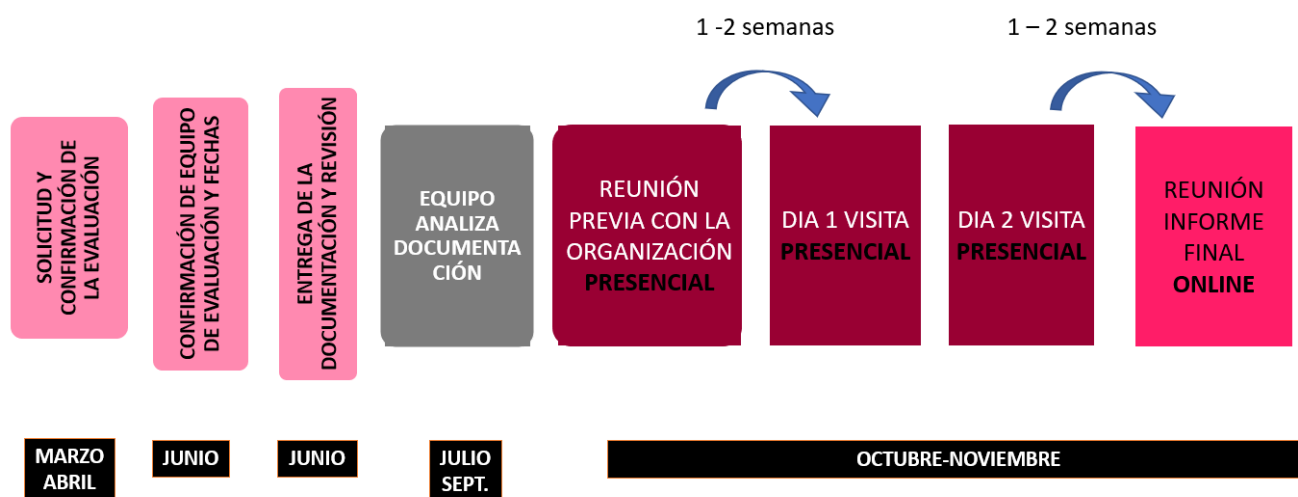 1 -2 semanas
1 – 2 semanas
SOLICITUD Y
CONFIRMACIÓN DE
LA EVALUACIÓN
CONFIRMACIÓN DE EQUIPO
DE EVALUACIÓN Y FECHAS
ENTREGA DE LA
DOCUMENTACIÓN Y REVISIÓN
EQUIPO
ANALIZA
DOCUMENTA
CIÓN
REUNIÓN
PREVIA CON LA
ORGANIZACIÓN
PRESENCIAL
DIA 1 VISITA
PRESENCIAL
DIA 2 VISITA
PRESENCIAL
REUNIÓN
INFORME
FINAL
ONLINE
MARZO
ABRIL
JUNIO
JUNIO
JULIO
SEPT.
OCTUBRE-NOVIEMBRE